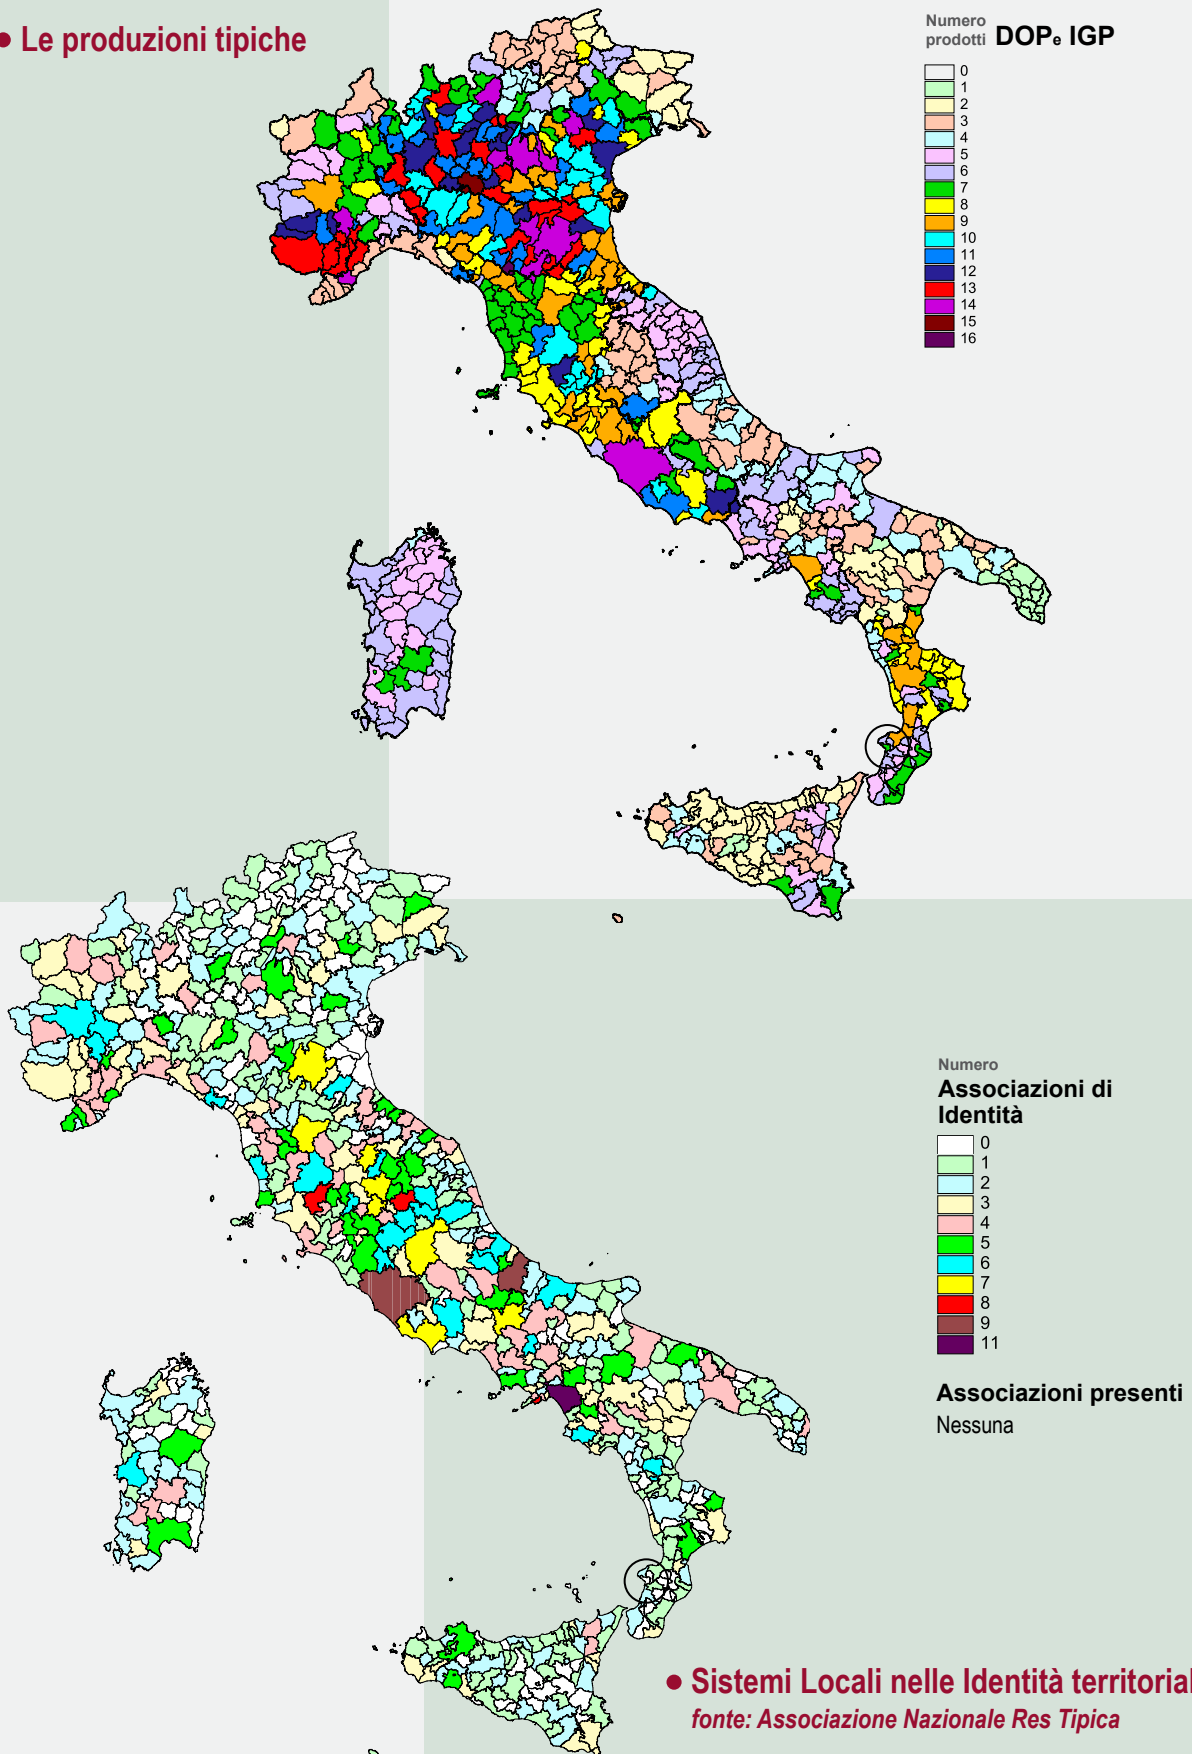 • Le produzioni tipiche
Numero
prodotti DOPe IGP
0
1
2
3
4
5
6
7
8
9
10
11
12
13
14
15
16
Numero
Associazioni di
Identità
0
1
2
3
4
5
6
7
8
9
11
Associazioni presenti
Nessuna
• Sistemi Locali nelle Identità territorial
fonte: Associazione Nazionale Res Tipica